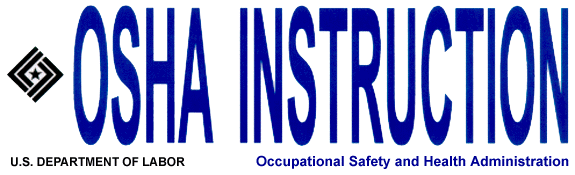 OSHA INSTRUCTION
U.S. DEPARTMENT OF LABOR Occupational Safety and Health Administration